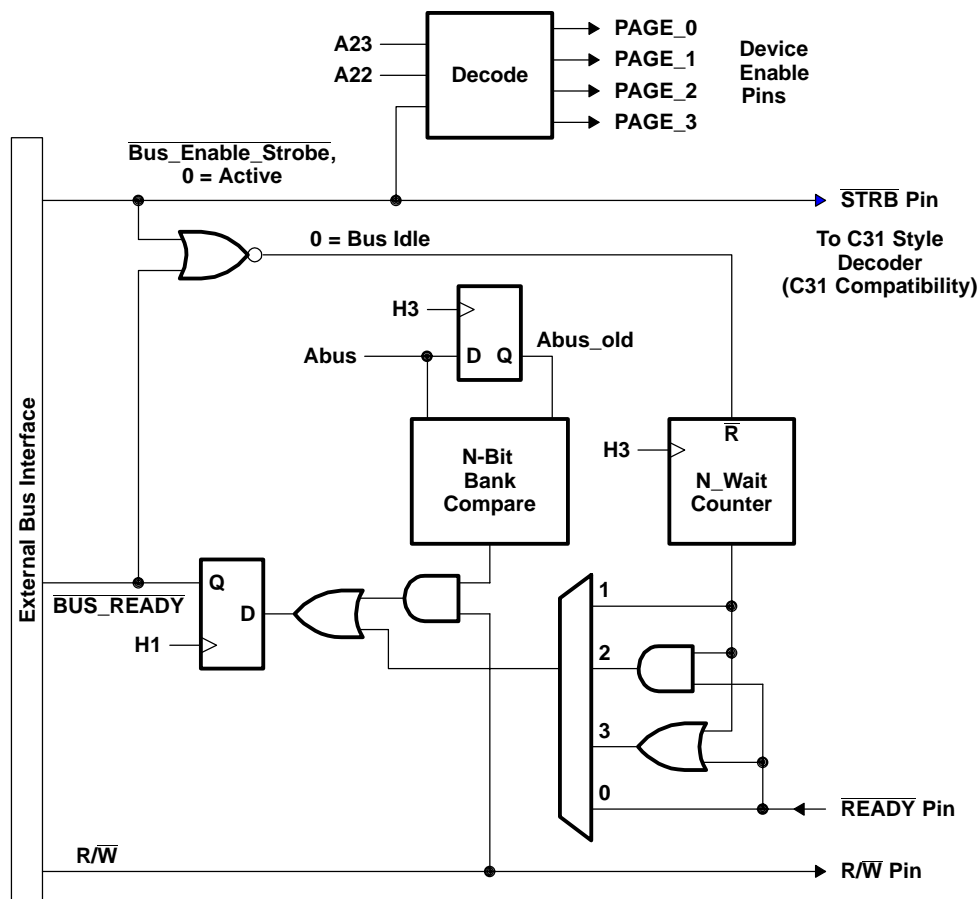 PAGE_0
A23
PAGE_1
Device
Enable
Pins
Decode
A22
PAGE_2
PAGE_3
Bus_Enable_Strobe,
0 = Active
STRB Pin
0 = Bus Idle
To C31 Style
Decoder
(C31 Compatibility)
H3
Abus_old
Abus
D Q
R
H3
N-Bit
Bank
Compare
N_Wait
Counter
External Bus Interface
Q
1
BUS_READY
D
H1
2
3
0
READY Pin
R/W
R/W Pin